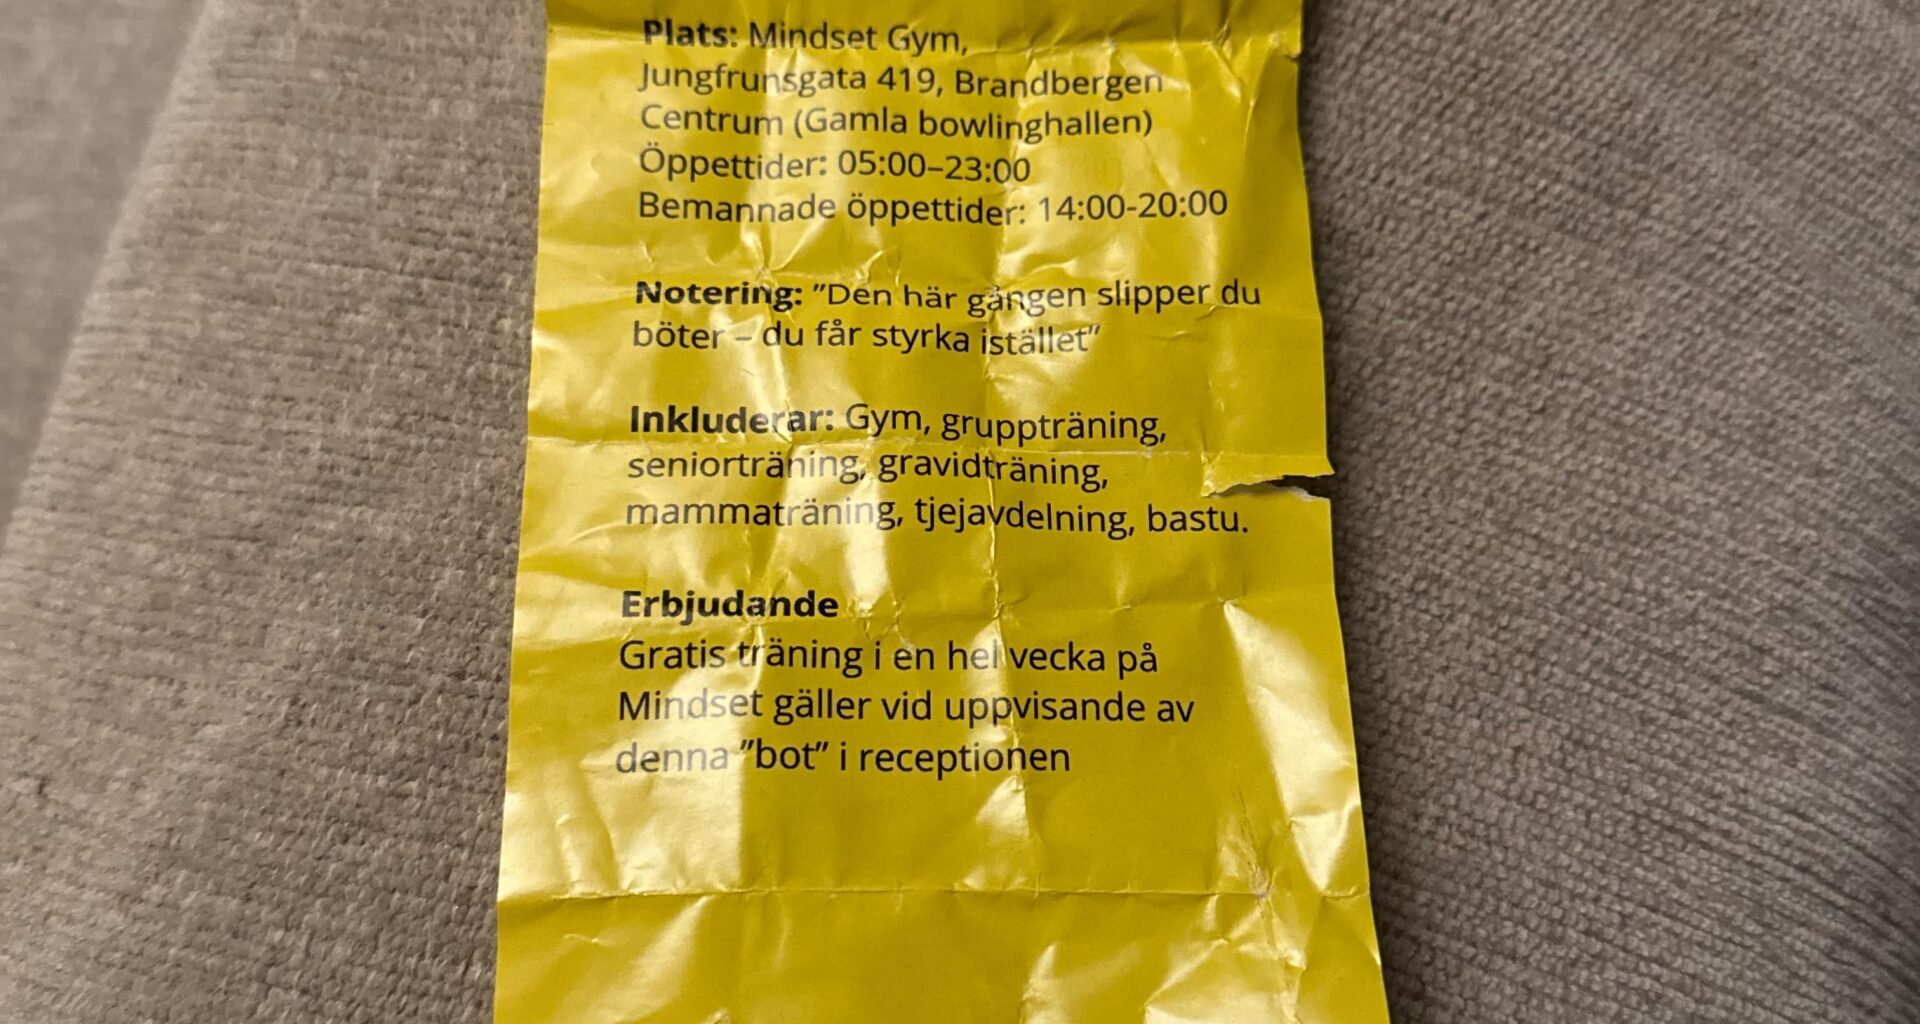 Plats: Mindset Gym,
Jungfrunsgata 419, Brandbergen
Centrum (Gamla bowlinghallen)
Öppettider: 05:00–23:00
Bemannade öppettider: 14:00-20:00
Notering: ”Den här gången slipper du
böter – du får styrka istället”
Inkluderar: Gym, gruppträning,
seniorträning, gravidträning,
mammaträning, tjejavdelning, bastu.
Erbjudande
Gratis träning i en hel vecka på
Mindset gäller vid uppvisande av
denna ”bot” i receptionen